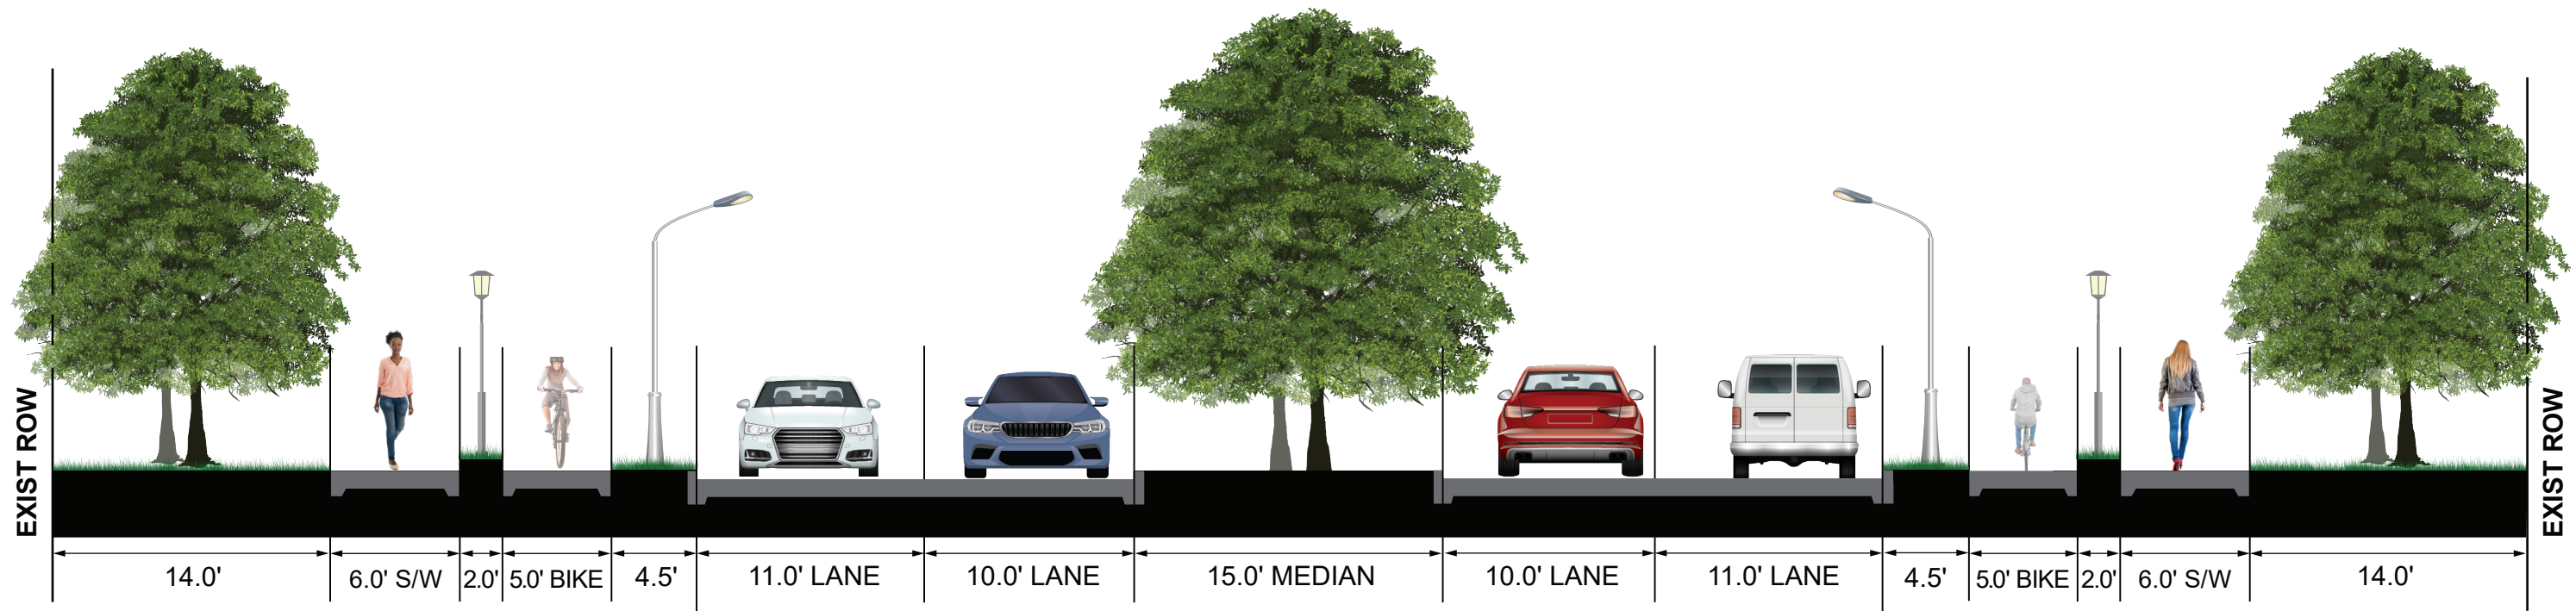 EXIST ROW
14.0'
6.0' S/W
2.0'
5.0' BIKE
4.5'
11.0' LANE
10.0' LANE
15.0' MEDIAN
10.0' LANE
11.0' LANE
4.5'
5.0' BIKE
2.0'
6.0' S/W
14.0'
EXIST ROW